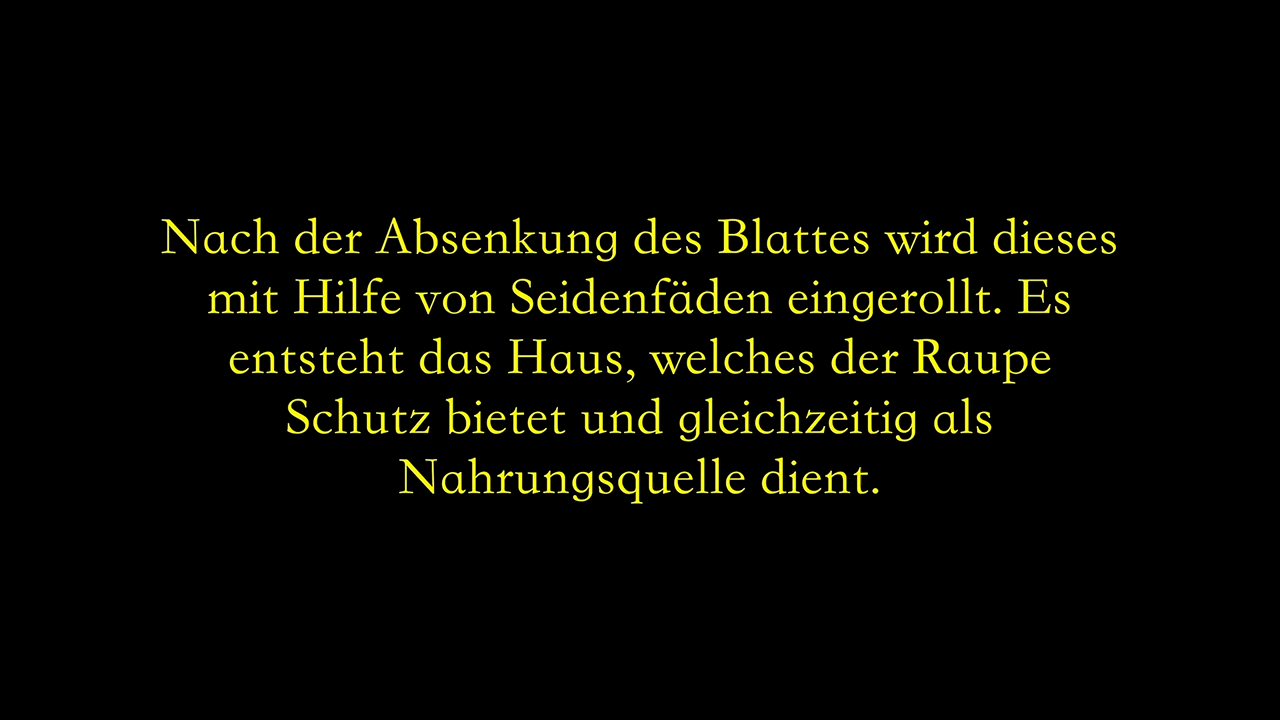 Nach der Absenkung des Blattes wird dieses
mit Hilfe von Seidenfäden eingerollt. Es
entsteht das Haus, welches der Raupe
Schutz bietet und gleichzeitig als
Nahrungsquelle dient.